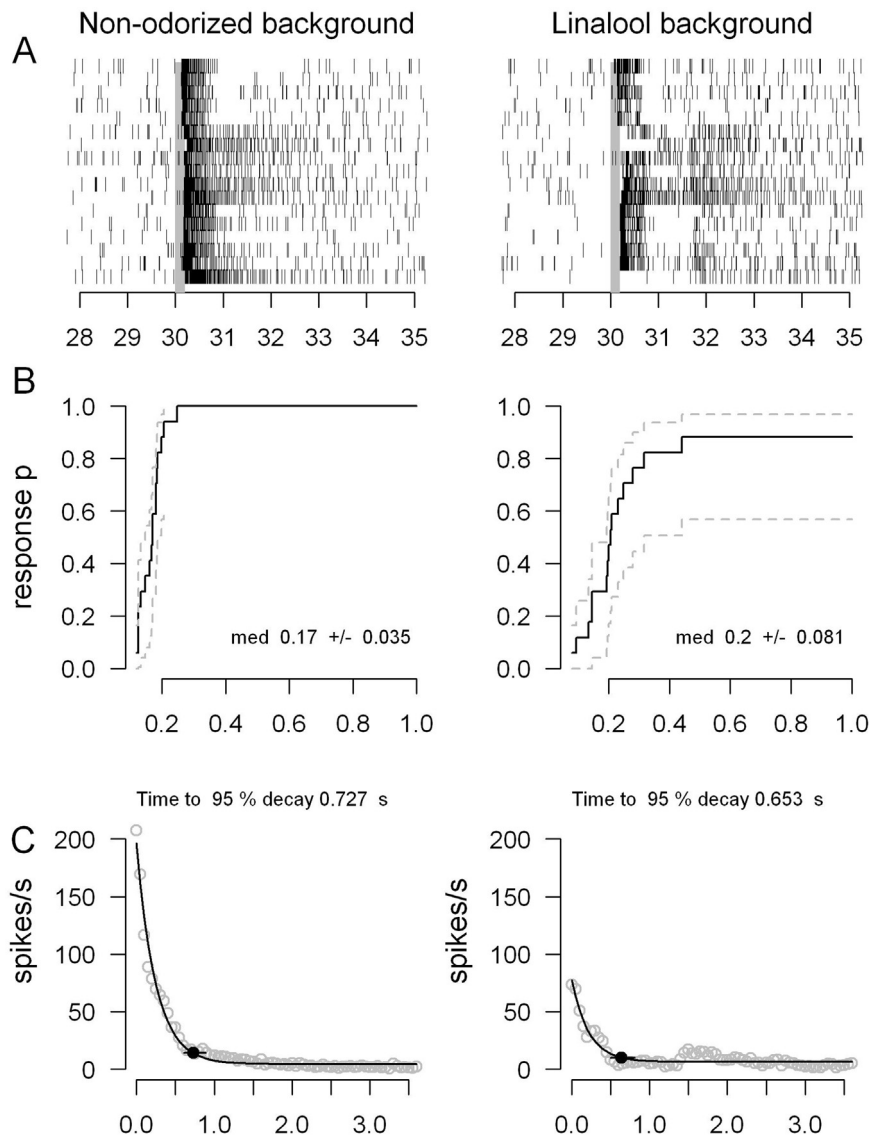 Non-odorized background Linalool background
A
28 29 30 31 32 33 34 35 28 29 30 31 32 33 34 35
B
response p
1.0 1.0
0.8 0.8
0.6 0.6
0.4 0.4
0.2 0.2
0.0 0.0
med 0.17 +/- 0.035 med 0.2 +/- 0.081
0.2 0.4 0.6 0.8 1.0 0.2 0.4 0.6 0.8 1.0
Time to 95 % decay 0.727 s Time to 95 % decay 0.653 s
C
spikes/s spikes/s
200 200
150 150
100 100
50 50
0 0
0.0 1.0 2.0 3.0 0.0 1.0 2.0 3.0